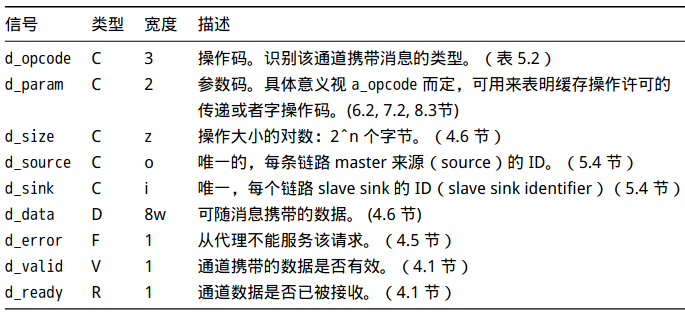 信号 类型 宽度 描述
d_opcode C 3 操作码。识别该通道携带消息的类型。（表 5.2）
d_param C 2 参数码。具体意义视 a_opcode 而定，可用来表明缓存操作许可的
传递或者字操作码。(6.2, 7.2, 8.3节)
d_size C z 操作大小的对数：2^n 个字节。（4.6 节）
d_source C o 唯一的，每条链路 master 来源（source）的 ID。（5.4 节）
d_sink C i 唯一，每个链路 slave sink 的 ID（slave sink identifier）（5.4 节）
d_data D 8w 可随消息携带的数据。 (4.6 节)
d_error F 1 从代理不能服务该请求。（4.5 节）
d_valid V 1 通道携带的数据是否有效。（4.1 节）
d_ready R 1 通道数据是否已被接收。（4.1 节）